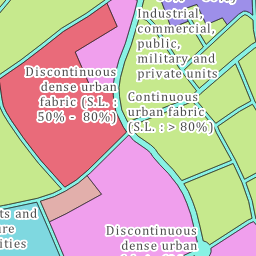 Industrial,
commercial,
public,
military and
private units
Discontinuous
dense urban
fabric (S.L. :
50% - 80%)
Continuous
urban fabric
(S.L. : > 80%)
ts and
ities
Discontinuous
dense urban